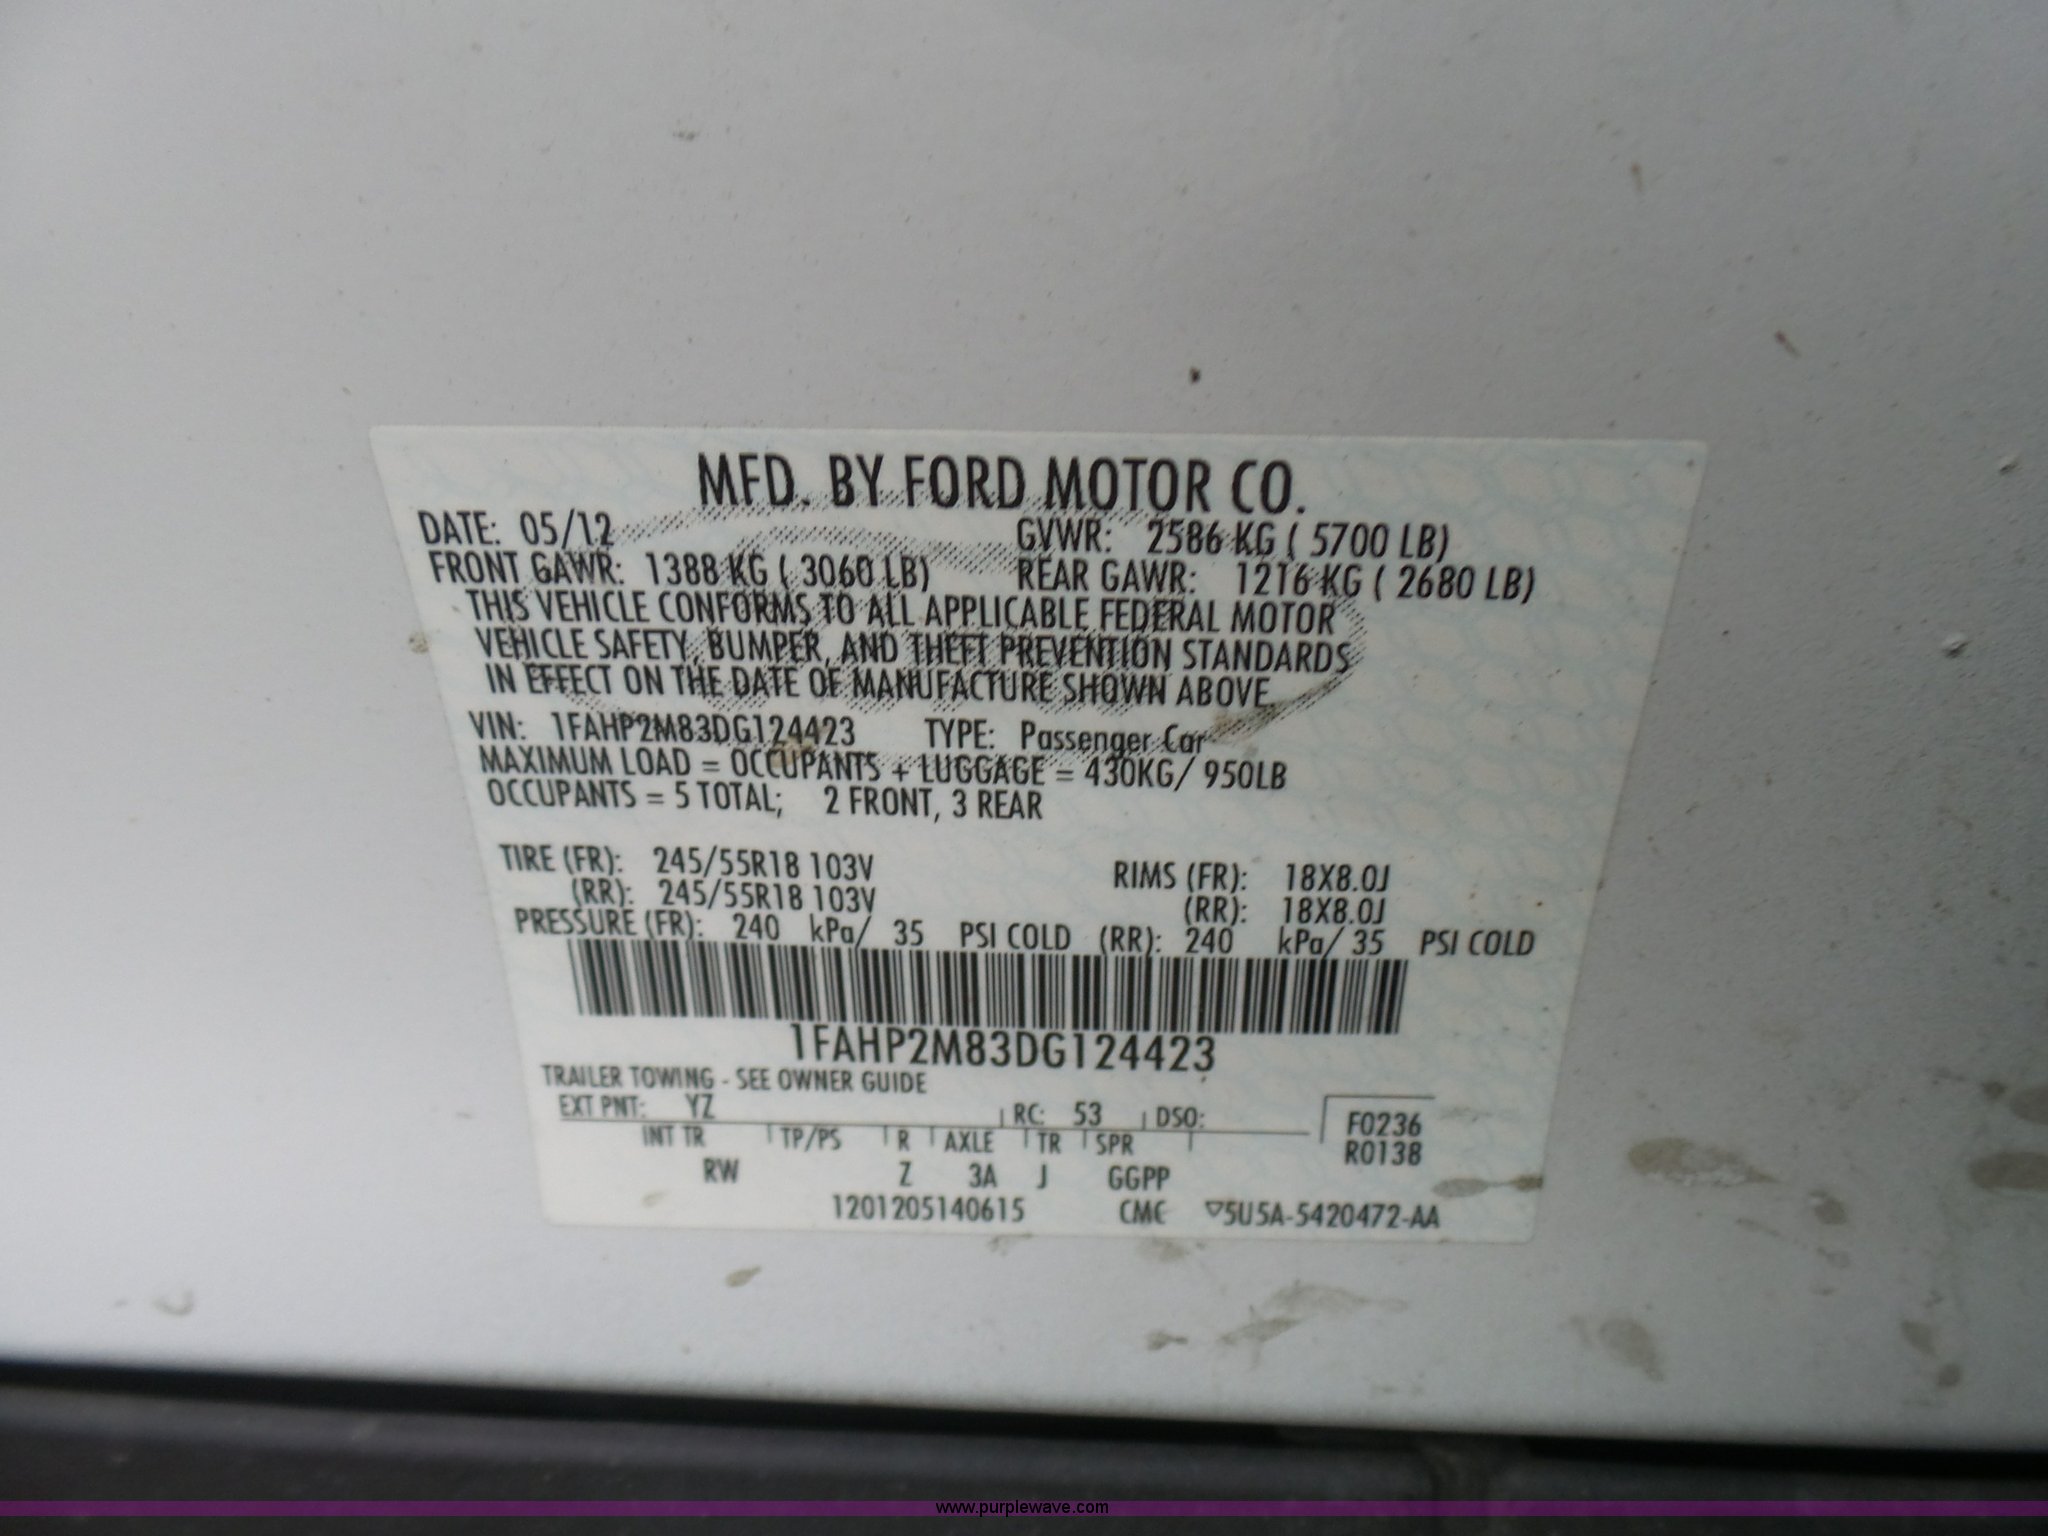 MFD. BY FORD MOTOR CO.
DATE: 05/12 GVWR: 2586 KG ( 5700 LB)
FRONT GAWR: 1388 KG ( 3060 LB) REAR GAWR: 1216 KG ( 2680 LB)
THIS VEHICLE CONFORMS TO ALL APPLICABLE FEDERAL MOTOR
VEHICLE SAFETY, BUMPER, AND THEFT PREVENTION STANDARDS
IN EFFECT ON THE DATE OF MANUFACTURE SHOWN ABOVE.
VIN: 1FAHP2M83DG124423 TYPE: Passenger Car
MAXIMUM LOAD = OCCUPANTS + LUGGAGE = 430KG/ 950LB
OCCUPANTS = 5 TOTAL; 2 FRONT, 3 REAR
TIRE (FR): 245/55R18 103V RIMS (FR): 18X8.0J
(RR): 245/55R18 103V (RR): 18X8.0J
PRESSURE (FR): 240 kPa/ 35 PSI COLD (RR): 240 kPa/ 35 PSI COLD
1FAHP2M83DG124423
TRAILER TOWING - SEE OWNER GUIDE
EXT PNT: YZ RC: 53 DSO: F0236
INT TR TP/PS R AXLE TR SPR R0138
RW Z 3A J GGPP
1201205140615 CMC ▽5U5A-5420472-AA
www.purplewave.com